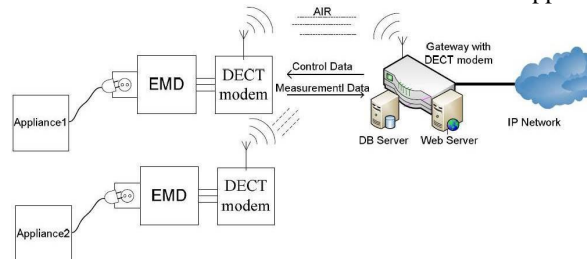 app
AIR
Gateway with
DECT modem
EMD
DECT
modem
Control Data
Measurementl Data
Appliance1
DB Server
Web Server
IP Network
EMD
DECT
modem
Appliance2